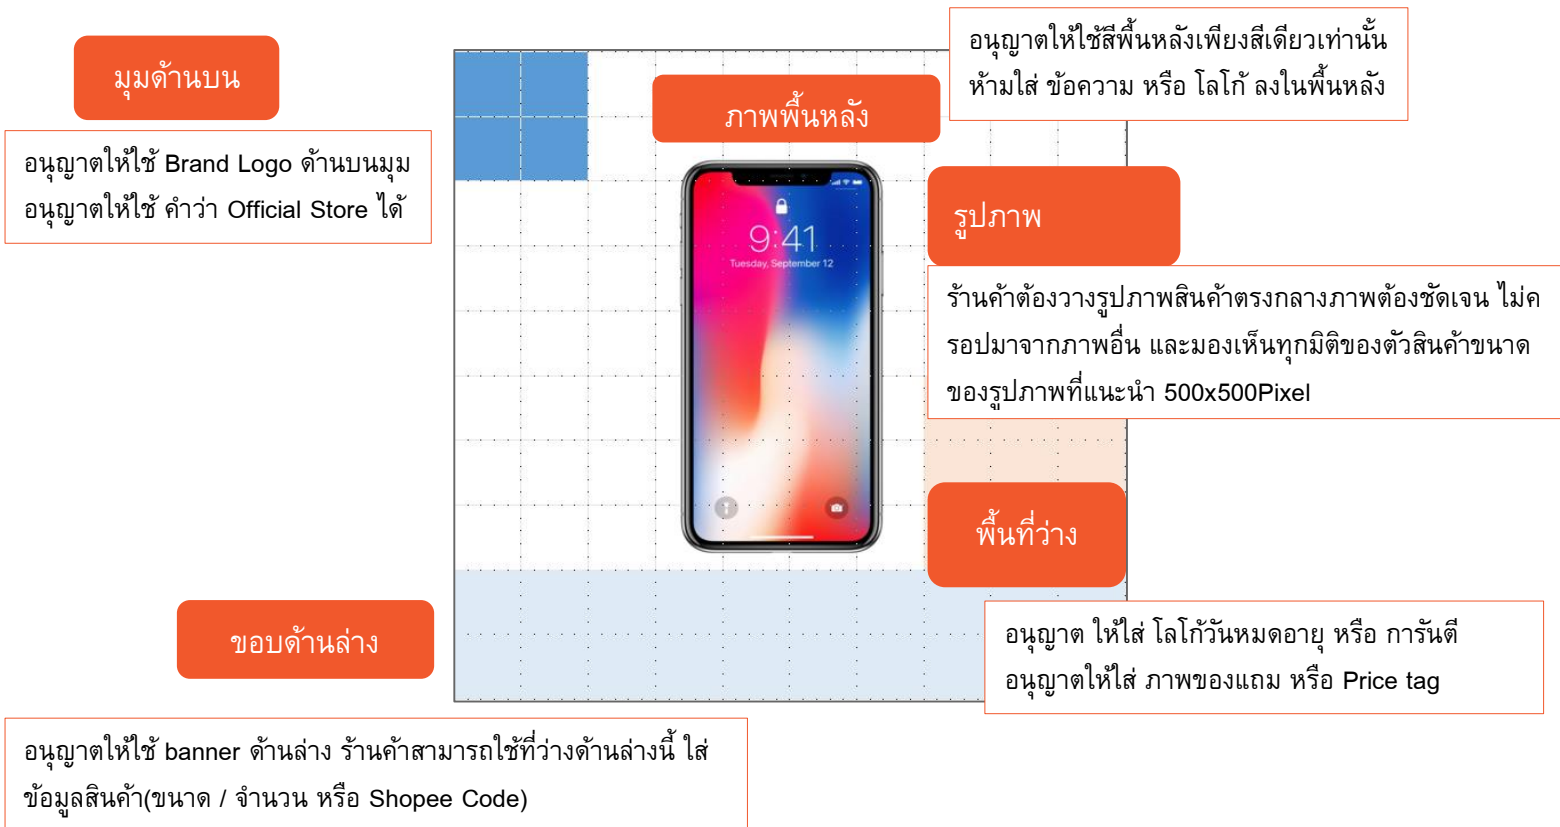 มุมด้านบน
อนุญาตให้ใช้ Brand Logo ด้านบนมุม
อนุญาตให้ใช้ คำว่า Official Store ได้
ภาพพื้นหลัง
อนุญาตให้ใช้สีพื้นหลังเพียงสีเดียวเท่านั้น
ห้ามใส่ ข้อความ หรือ โลโก้ ลงในพื้นหลัง
9:41
Tuesday, September 12
รูปภาพ
ร้านค้าต้องวางรูปภาพสินค้าตรงกลางภาพต้องชัดเจน ไม่ค
รอปมาจากภาพอื่น และมองเห็นทุกมิติของตัวสินค้าขนาด
ของรูปภาพที่แนะนำ 500x500Pixel
พื้นที่ว่าง
อนุญาต ให้ใส่ โลโก้วันหมดอายุ หรือ การันตี
อนุญาตให้ใส่ ภาพของแถม หรือ Price tag
ขอบด้านล่าง
อนุญาตให้ใช้ banner ด้านล่าง ร้านค้าสามารถใช้ที่ว่างด้านล่างนี้ ใส่
ข้อมูลสินค้า(ขนาด / จำนวน หรือ Shopee Code)